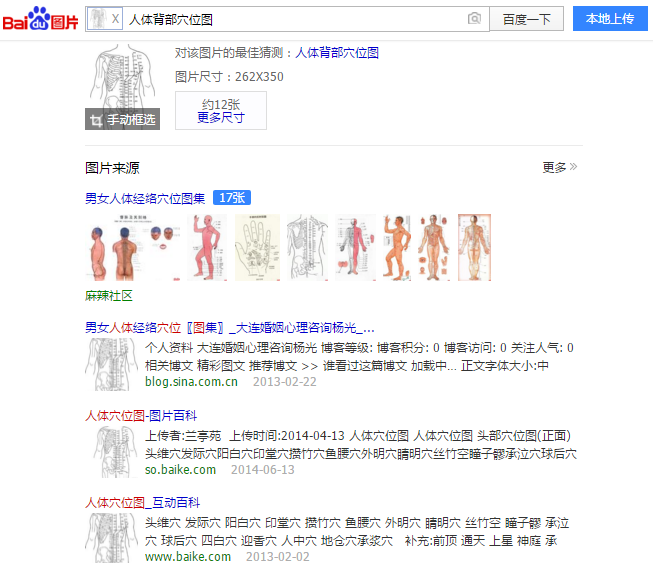 Bai du 图片
X 人体背部穴位图
百度一下
本地上传
手动框选
对该图片的最佳猜测：人体背部穴位图
图片尺寸：262X350
约12张
更多尺寸
图片来源
更多 »
男女人体经络穴位图集 17张
麻辣社区
男女人体经络穴位〖图集〗_大连婚姻心理咨询杨光_...
个人资料 大连婚姻心理咨询杨光 博客等级: 博客积分: 0 博客访问: 0 关注人气: 0
相关博文 精彩图文 推荐博文 >> 谁看过这篇博文 加载中... 正文字体大小:中
blog.sina.com.cn 2013-02-22
人体穴位图-图片百科
上传者:兰亭苑 上传时间:2014-04-13 人体穴位图 人体穴位图 头部穴位图(正面)
头维穴发际穴阳白穴印堂穴攒竹穴鱼腰穴外明穴睛明穴丝竹空瞳子髎承泣穴球后穴
so.baike.com 2014-06-13
人体穴位图_互动百科
头维穴 发际穴 阳白穴 印堂穴 攒竹穴 鱼腰穴 外明穴 睛明穴 丝竹空 瞳子髎 承泣
穴 球后穴 四白穴 迎香穴 人中穴 地仓穴承浆穴 补充:前顶 通天 上星 神庭 承
www.baike.com 2013-02-02